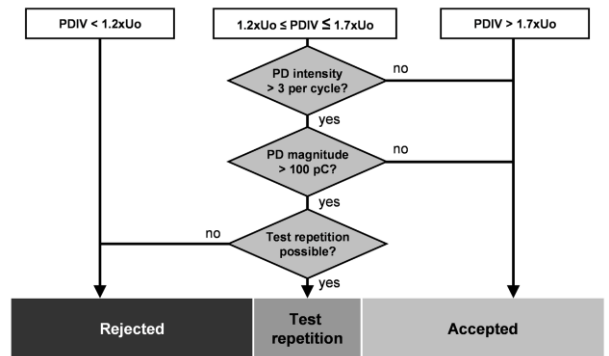 PDIV < 1.2xUo
1.2xUo ≤ PDIV ≤ 1.7xUo
PDIV > 1.7xUo
PD intensity
> 3 per cycle?
no
yes
PD magnitude
> 100 pC?
no
yes
Test repetition
possible?
no
yes
Rejected
Test
repetition
Accepted